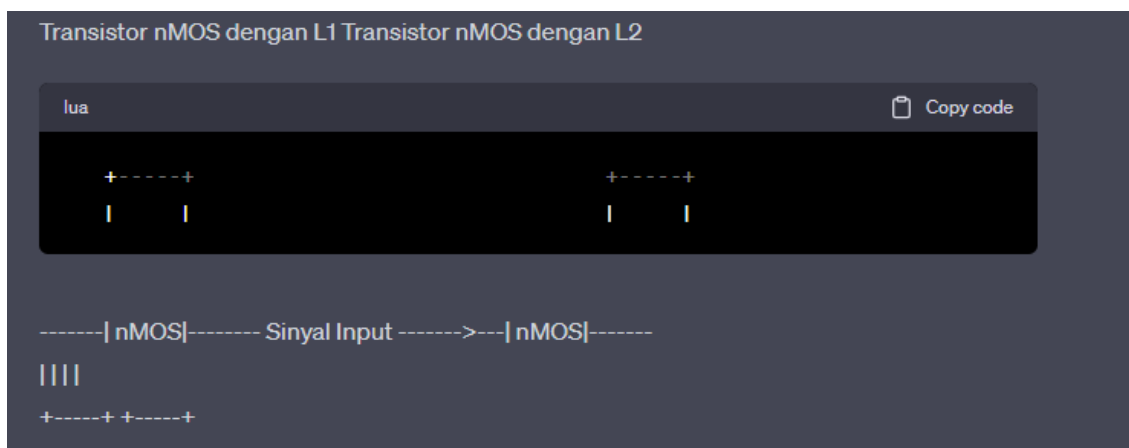 Transistor nMOS dengan L1 Transistor nMOS dengan L2
lua Copy code
+-----+ +-----+
| | | |
-------| nMOS|-------- Sinyal Input ------->---| nMOS|-------
| | | |
+-----+ +-----+